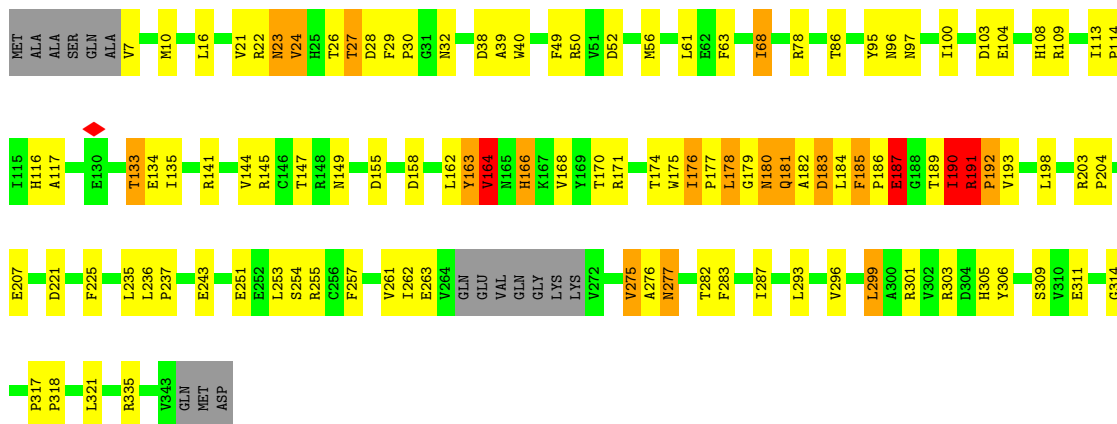 MET ALA ALA SER GLN ALA V7 M10 L16 V21 R22 N23 V24 H25 T26 T27 D28 F29 P30 G31 N32 D38 A39 W40 F49 R50 V51 D52 M56 L61 E62 F63 I68 R78 T86 Y95 N96 N97 I100 D103 E104 H108 R109 I113 P114
I115 H116 A117 E130 T133 E134 I135 R141 V144 R145 C146 T147 R148 N149 D155 D158 L162 Y163 V164 N165 H166 K167 V168 Y169 T170 R171 T174 W175 I176 P177 L178 G179 N180 Q181 A182 D183 L184 F185 P186 E187 G188 T189 I190 R191 P192 V193 L198 R203 P204
E207 D221 F225 L235 L236 P237 E243 E251 E252 L253 S254 R255 C256 F257 V261 I262 E263 V264 GLN GLU VAL GLN GLY LYS LYS V272 V275 A276 N277 T282 F283 I287 L293 V296 L299 A300 R301 V302 R303 D304 H305 Y306 S309 V310 E311 G314
P317 P318 L321 R335 V343 GLN MET ASP